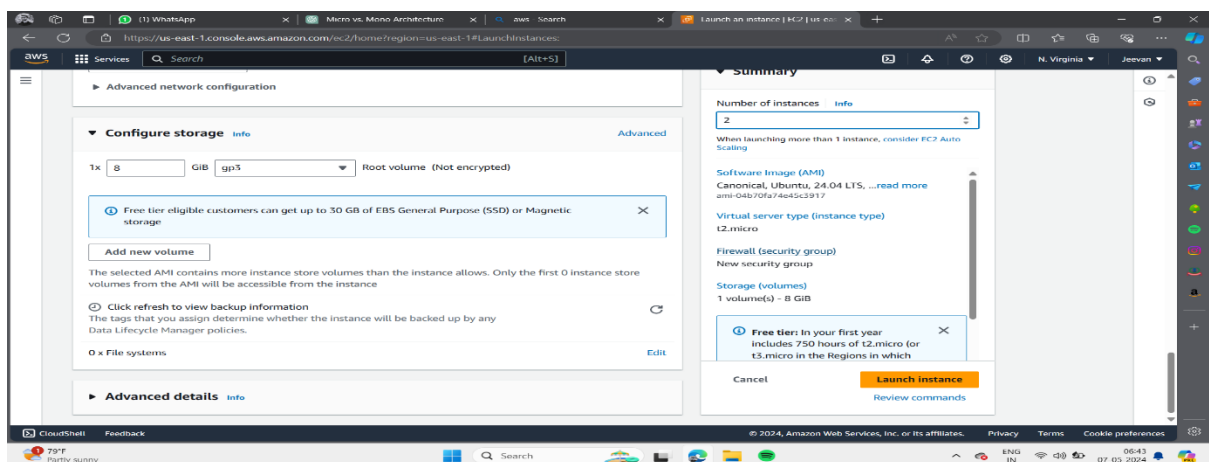 (1) WhatsApp
Micro vs. Mono Architecture
aws - Search
Launch an instance | EC2 | us-eas
https://us-east-1.console.aws.amazon.com/ec2/home?region=us-east-1#LaunchInstances:
aws
Services
Search
[Alt+S]
N. Virginia
Jeevan
Advanced network configuration
Configure storage Info
Advanced
1x 8 GiB gp3 Root volume (Not encrypted)
Free tier eligible customers can get up to 30 GB of EBS General Purpose (SSD) or Magnetic
storage
Add new volume
The selected AMI contains more instance store volumes than the instance allows. Only the first 0 instance store
volumes from the AMI will be accessible from the instance
Click refresh to view backup information
The tags that you assign determine whether the instance will be backed up by any
Data Lifecycle Manager policies.
0 x File systems
Edit
Advanced details Info
Summary
Number of instances Info
2
When launching more than 1 instance, consider EC2 Auto
Scaling
Software Image (AMI)
Canonical, Ubuntu, 24.04 LTS, ...read more
ami-04b70fa74e45c3917
Virtual server type (instance type)
t2.micro
Firewall (security group)
New security group
Storage (volumes)
1 volume(s) - 8 GiB
Free tier: In your first year
includes 750 hours of t2.micro (or
t3.micro in the Regions in which
Cancel
Launch instance
Review commands
CloudShell
Feedback
© 2024, Amazon Web Services, Inc. or its affiliates.
Privacy
Terms
Cookie preferences
79°F
Partly sunny
Search
ENG
IN
06:43
07-05-2024